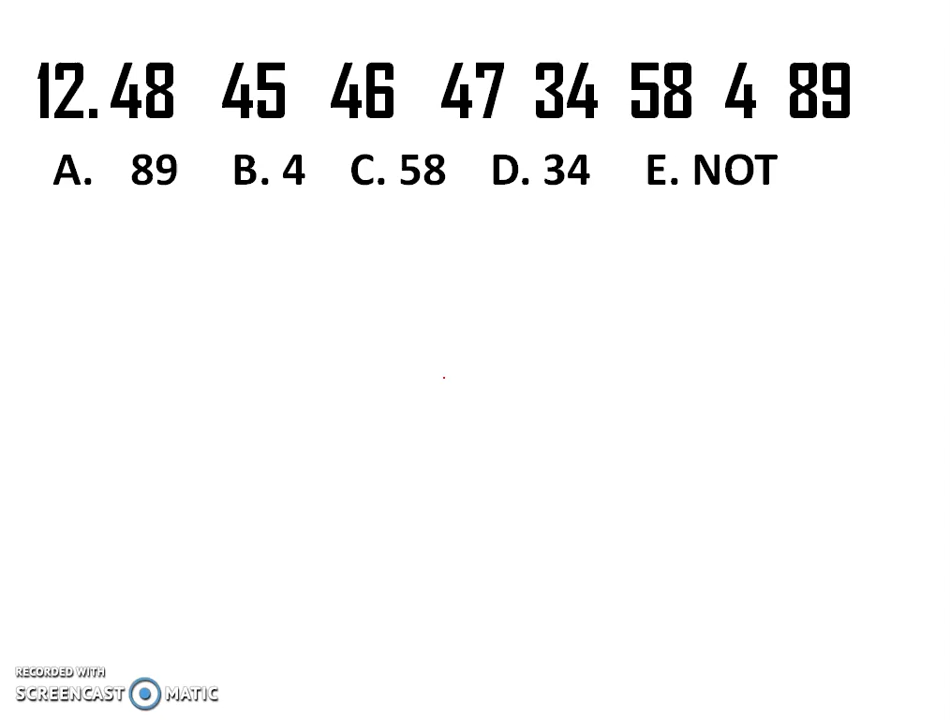 12. 48 45 46 47 34 58 4 89
A. 89 B. 4 C. 58 D. 34 E. NOT
RECORDED WITH
SCREENCAST MATIC